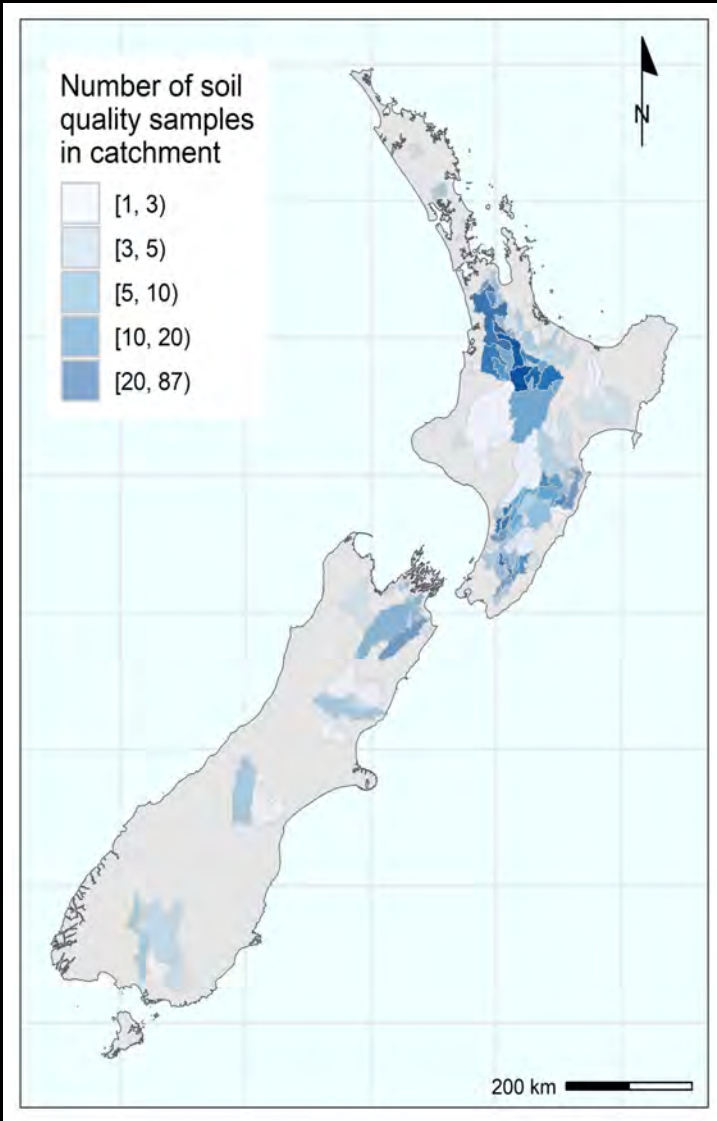 Number of soil
quality samples
in catchment
[1, 3)
[3, 5)
[5, 10)
[10, 20)
[20, 87)
N
200 km